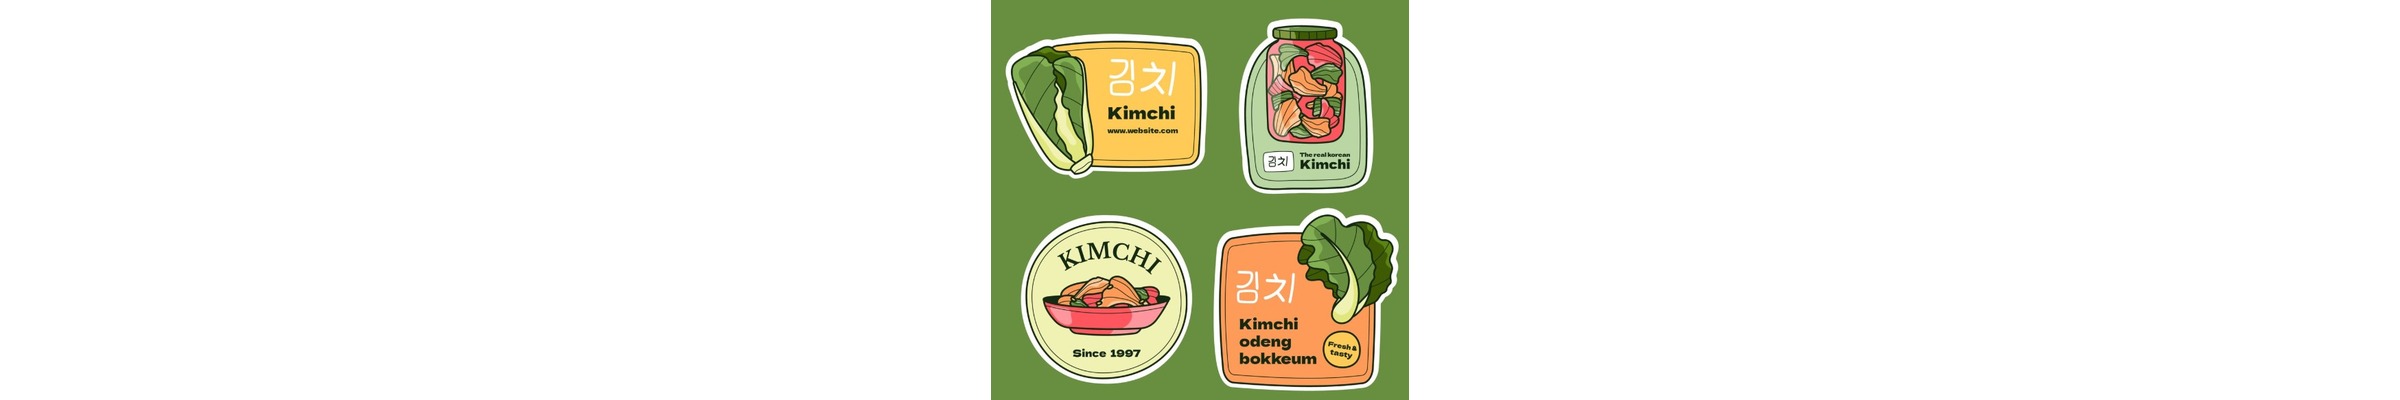 김치
Kimchi
www.website.com
김치
The real korean
Kimchi
KIMCHI
Since 1997
김치
Kimchi
odeng
bokkeum
Fresh &
tasty